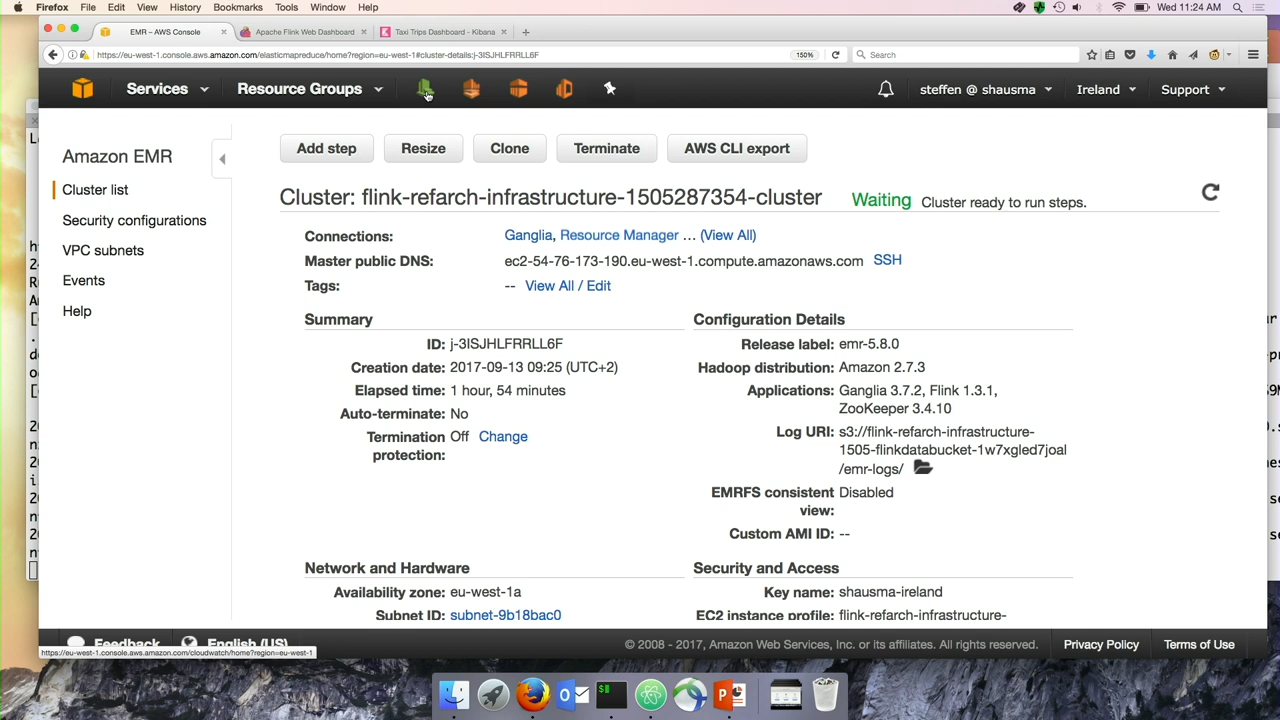 Firefox File Edit View History Bookmarks Tools Window Help Wed 11:24 AM
EMR – AWS Console Apache Flink Web Dashboard Taxi Trips Dashboard - Kibana
https://eu-west-1.console.aws.amazon.com/elasticmapreduce/home?region=eu-west-1#cluster-details:j-3ISJHLFRRLL6F 150% Search
Services Resource Groups steffen @ shausma Ireland Support
Amazon EMR
Cluster list
Security configurations
VPC subnets
Events
Help
Add step Resize Clone Terminate AWS CLI export
Cluster: flink-refarch-infrastructure-1505287354-cluster Waiting Cluster ready to run steps.
Connections: Ganglia, Resource Manager ... (View All)
Master public DNS: ec2-54-76-173-190.eu-west-1.compute.amazonaws.com SSH
Tags: -- View All / Edit
Summary
ID: j-3ISJHLFRRLL6F
Creation date: 2017-09-13 09:25 (UTC+2)
Elapsed time: 1 hour, 54 minutes
Auto-terminate: No
Termination Off Change
protection:
Configuration Details
Release label: emr-5.8.0
Hadoop distribution: Amazon 2.7.3
Applications: Ganglia 3.7.2, Flink 1.3.1,
ZooKeeper 3.4.10
Log URI: s3://flink-refarch-infrastructure-
1505-flinkdatabucket-1w7xgled7joal
/emr-logs/
EMRFS consistent Disabled
view:
Custom AMI ID: --
Network and Hardware
Availability zone: eu-west-1a
Subnet ID: subnet-9b18bac0
Security and Access
Key name: shausma-ireland
EC2 instance profile: flink-refarch-infrastructure-
Feedback English (US) © 2008 - 2017, Amazon Web Services, Inc. or its affiliates. All rights reserved. Privacy Policy Terms of Use
https://eu-west-1.console.aws.amazon.com/cloudwatch/home?region=eu-west-1